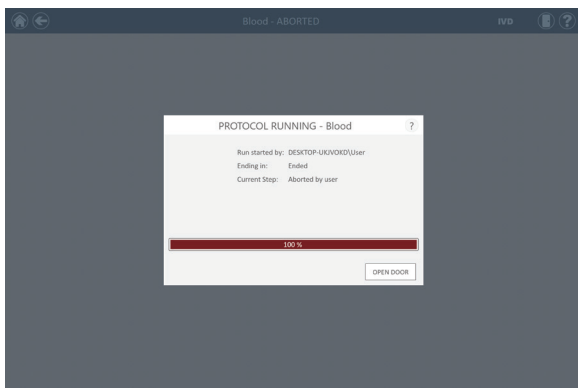 Blood - ABORTED
IVD
?
PROTOCOL RUNNING - Blood
?
Run started by: DESKTOP-UKJVOKD\User
Ending in: Ended
Current Step: Aborted by user
100 %
OPEN DOOR